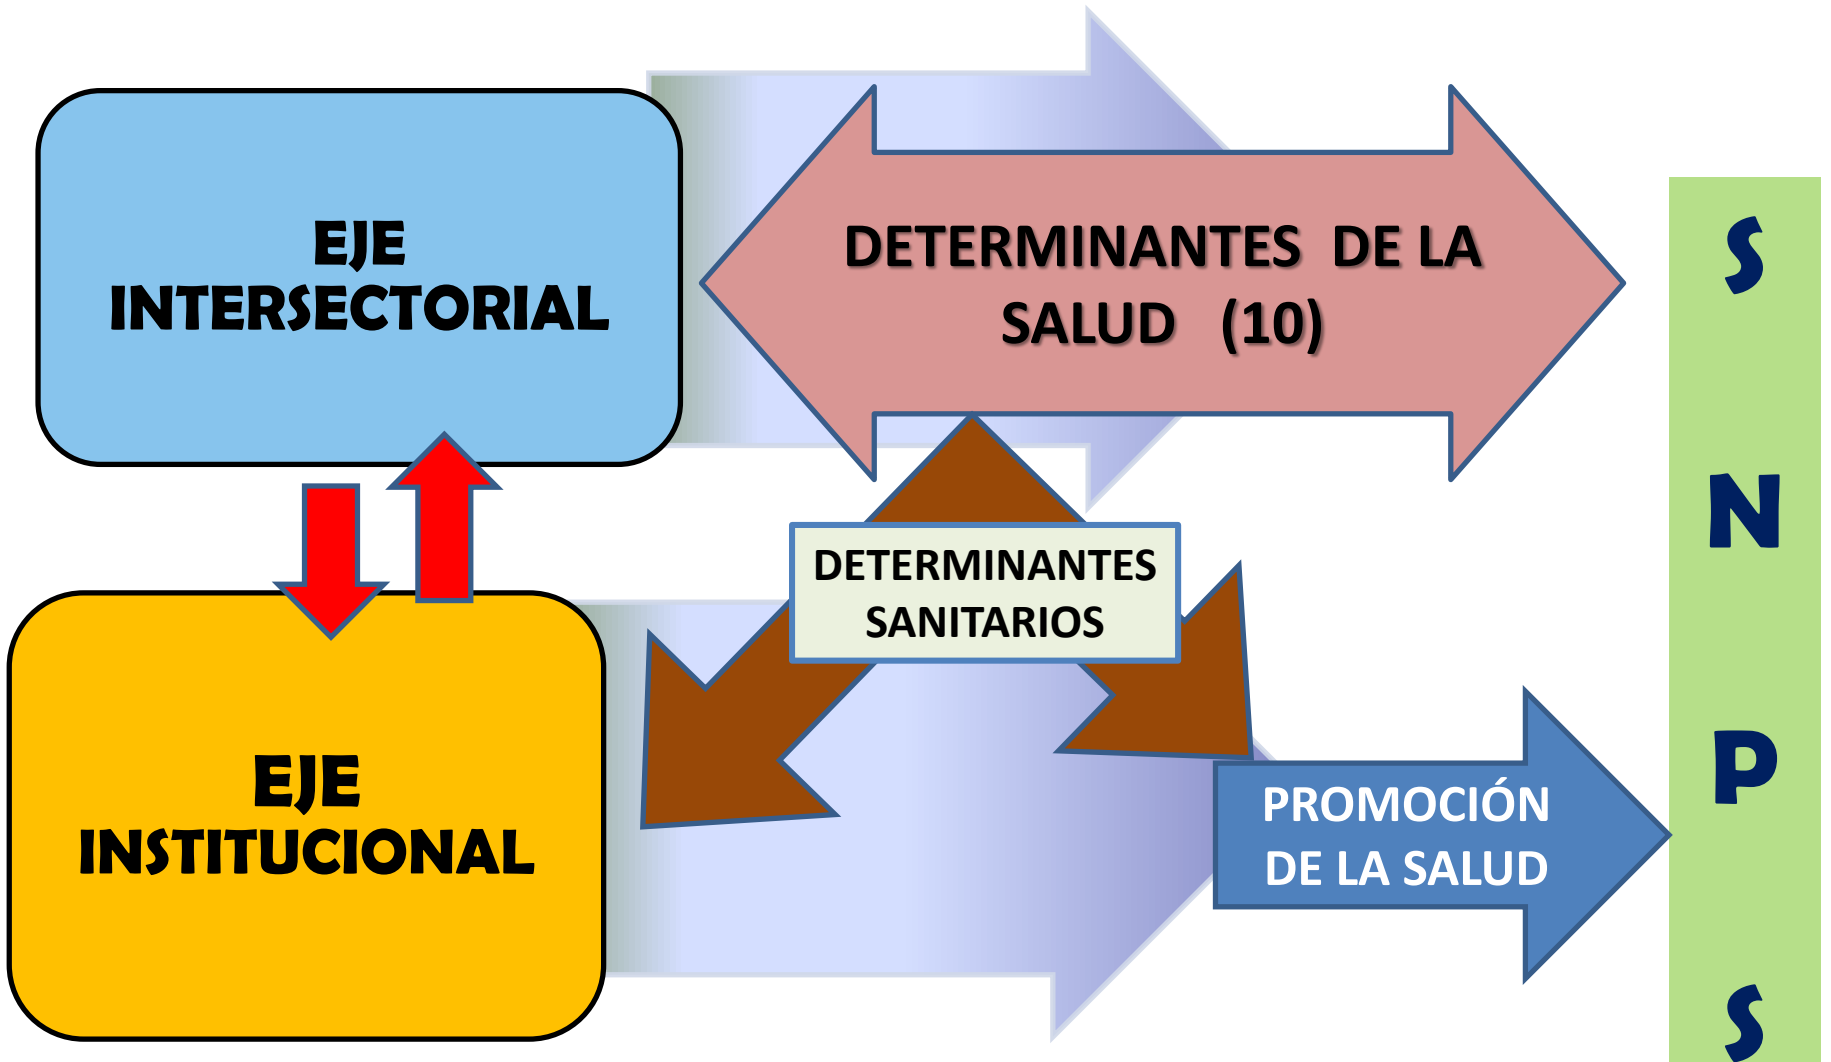 EJE
INTERSECTORIAL
DETERMINANTES DE LA
SALUD (10)
DETERMINANTES
SANITARIOS
EJE
INSTITUCIONAL
PROMOCIÓN
DE LA SALUD
S
N
P
S